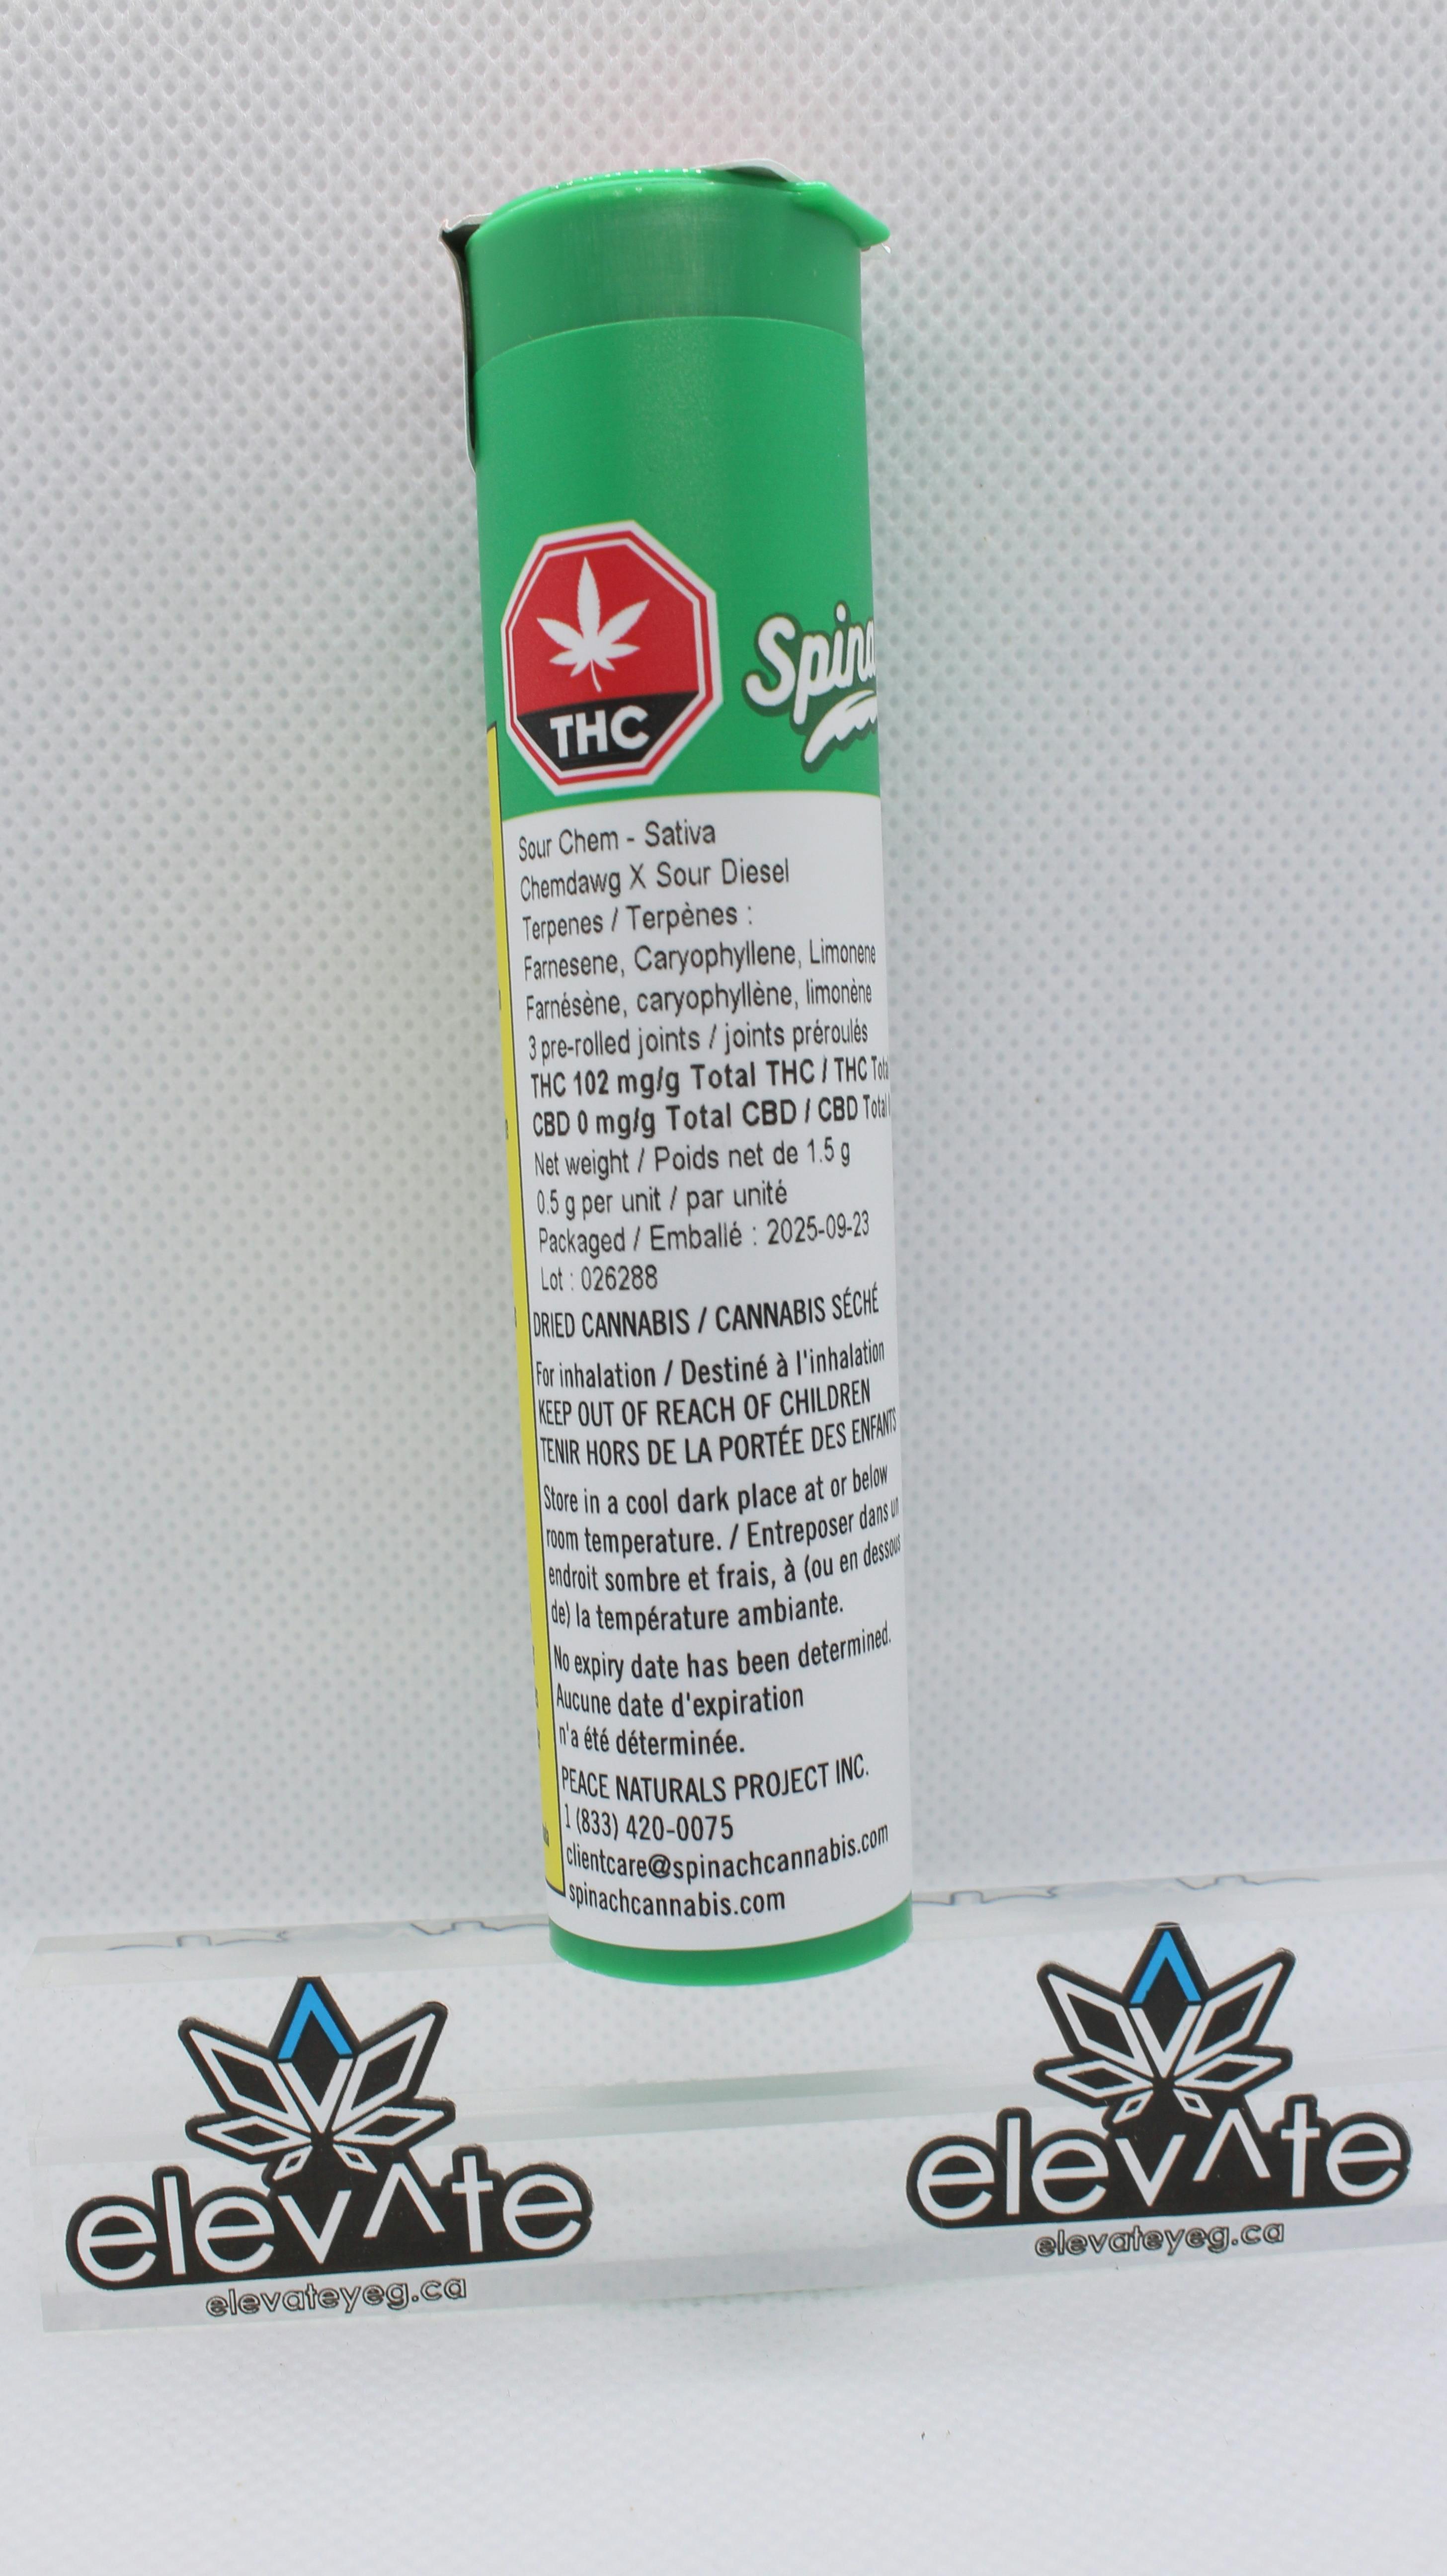 THC
Spina
Sour Chem - Sativa
Chemdawg X Sour Diesel
Terpenes / Terpènes :
Farnesene, Caryophyllene, Limonene
Farnésène, caryophyllène, limonène
3 pre-rolled joints / joints préroulés
THC 102 mg/g Total THC / THC Tota
CBD 0 mg/g Total CBD / CBD Total
Net weight / Poids net de 1.5 g
0.5 g per unit / par unité
Packaged / Emballé : 2025-09-23
Lot : 026288
DRIED CANNABIS / CANNABIS SÉCHÉ
For inhalation / Destiné à l'inhalation
KEEP OUT OF REACH OF CHILDREN
TENIR HORS DE LA PORTÉE DES ENFANTS
Store in a cool dark place at or below
room temperature. / Entreposer dans un
endroit sombre et frais, à (ou en dessous
de) la température ambiante.
No expiry date has been determined.
Aucune date d'expiration
n'a été déterminée.
PEACE NATURALS PROJECT INC.
1 (833) 420-0075
clientcare@spinachcannabis.com
spinachcannabis.com
elev^te
elevateyeg.ca
elev^te
elevateyeg.ca